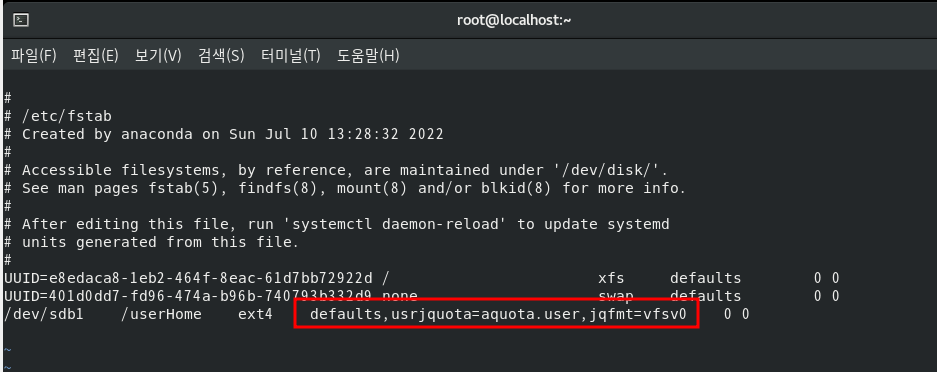 root@localhost:~
파일(F) 편집(E) 보기(V) 검색(S) 터미널(T) 도움말(H)
#
# /etc/fstab
# Created by anaconda on Sun Jul 10 13:28:32 2022
#
# Accessible filesystems, by reference, are maintained under '/dev/disk/'.
# See man pages fstab(5), findfs(8), mount(8) and/or blkid(8) for more info.
#
# After editing this file, run 'systemctl daemon-reload' to update systemd
# units generated from this file.
#
UUID=e8edaca8-1eb2-464f-8eac-61d7bb72922d / xfs defaults 0 0
UUID=401d0dd7-fd96-474a-b96b-740793b332d9 none swap defaults 0 0
/dev/sdb1 /userHome ext4 defaults,usrjquota=aquota.user,jqfmt=vfsv0 0 0
~
~